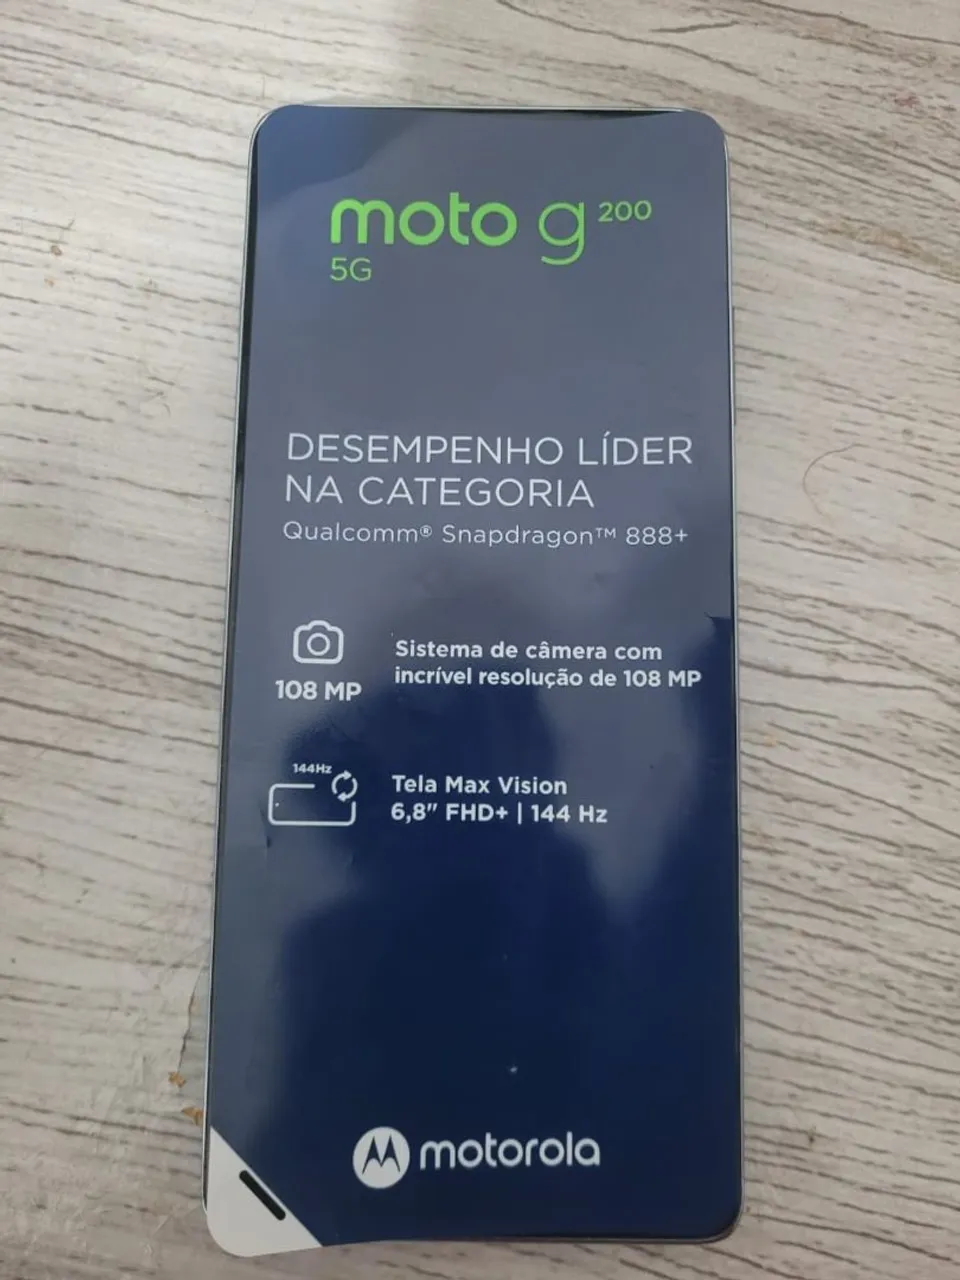 moto g 200
5G
DESEMPENHO LÍDER
NA CATEGORIA
Qualcomm® Snapdragon™ 888+
108 MP
Sistema de câmera com
incrível resolução de 108 MP
144Hz
Tela Max Vision
6,8" FHD+ | 144 Hz
motorola